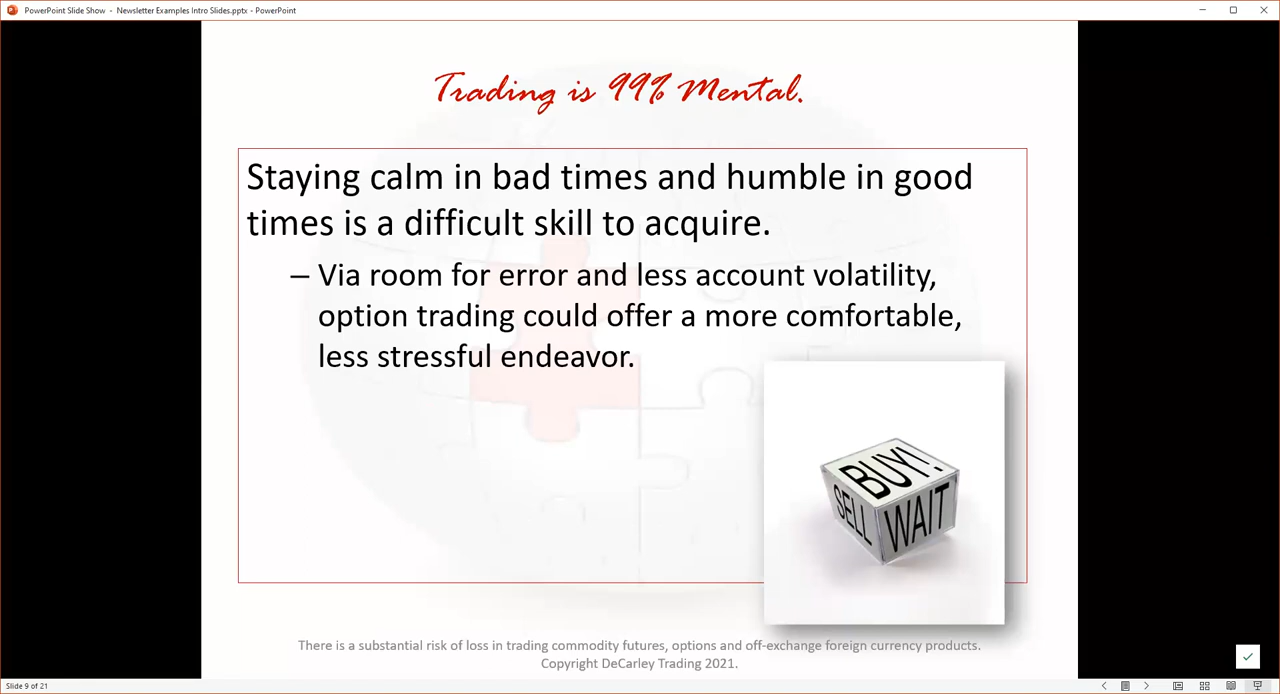 PowerPoint Slide Show - Newsletter Examples Intro Slides.pptx - PowerPoint
Trading is 99% Mental.
Staying calm in bad times and humble in good
times is a difficult skill to acquire.
– Via room for error and less account volatility,
option trading could offer a more comfortable,
less stressful endeavor.
BUY!
SELL
WAIT
There is a substantial risk of loss in trading commodity futures, options and off-exchange foreign currency products.
Copyright DeCarley Trading 2021.
Slide 9 of 21